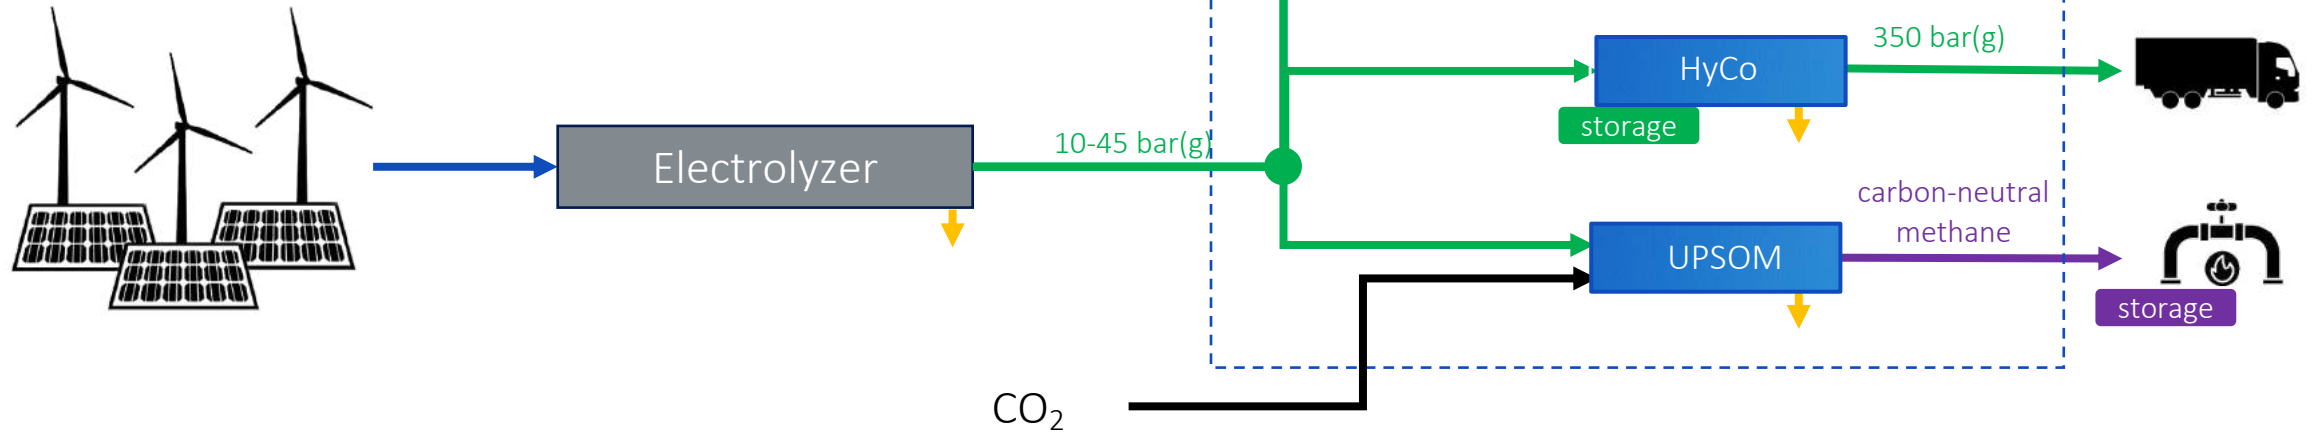 350 bar(g)
HyCo
storage
10-45 bar(g)
Electrolyzer
carbon-neutral
methane
UPSOM
storage
CO₂